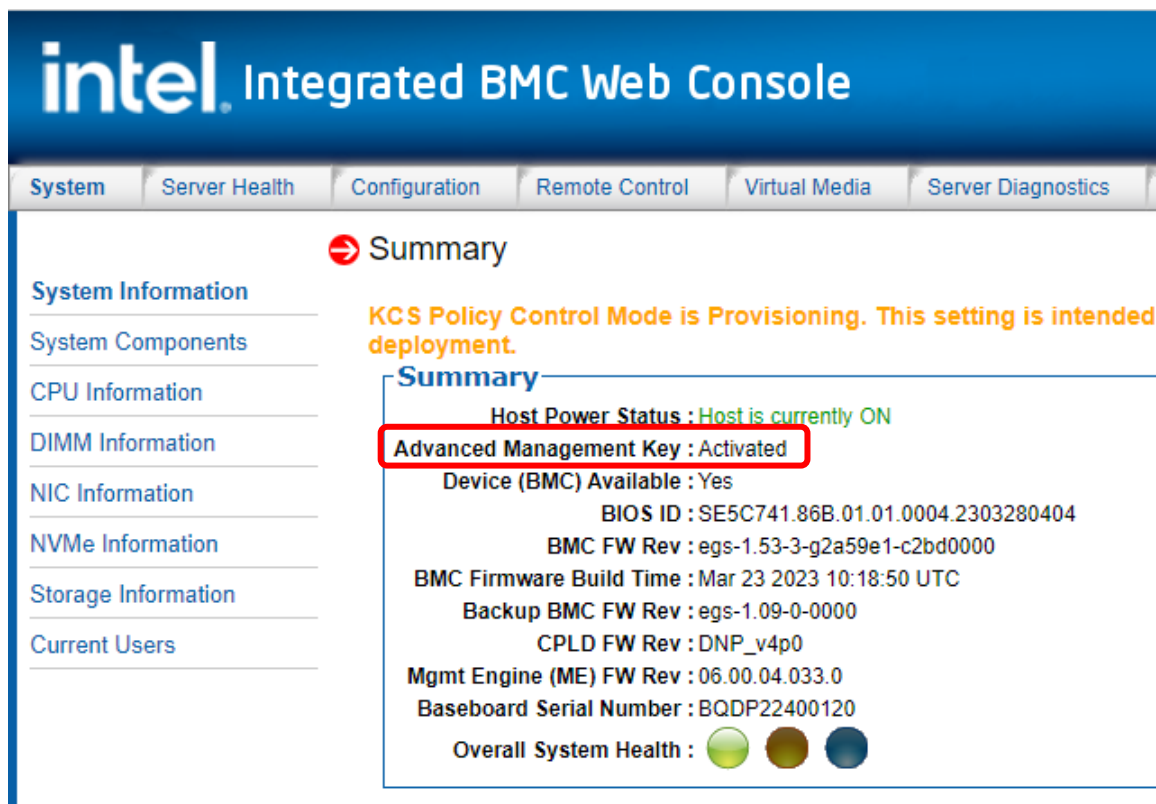 intel. Integrated BMC Web Console
System Server Health Configuration Remote Control Virtual Media Server Diagnostics
Summary
System Information
System Components
CPU Information
DIMM Information
NIC Information
NVMe Information
Storage Information
Current Users
KCS Policy Control Mode is Provisioning. This setting is intended
deployment.
Summary
Host Power Status : Host is currently ON
Advanced Management Key : Activated
Device (BMC) Available : Yes
BIOS ID : SE5C741.86B.01.01.0004.2303280404
BMC FW Rev : egs-1.53-3-g2a59e1-c2bd0000
BMC Firmware Build Time : Mar 23 2023 10:18:50 UTC
Backup BMC FW Rev : egs-1.09-0-0000
CPLD FW Rev : DNP_v4p0
Mgmt Engine (ME) FW Rev : 06.00.04.033.0
Baseboard Serial Number : BQDP22400120
Overall System Health :